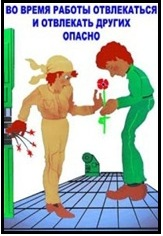 ВО ВРЕМЯ РАБОТЫ ОТВЛЕКАТЬСЯ
И ОТВЛЕКАТЬ ДРУГИХ
ОПАСНО